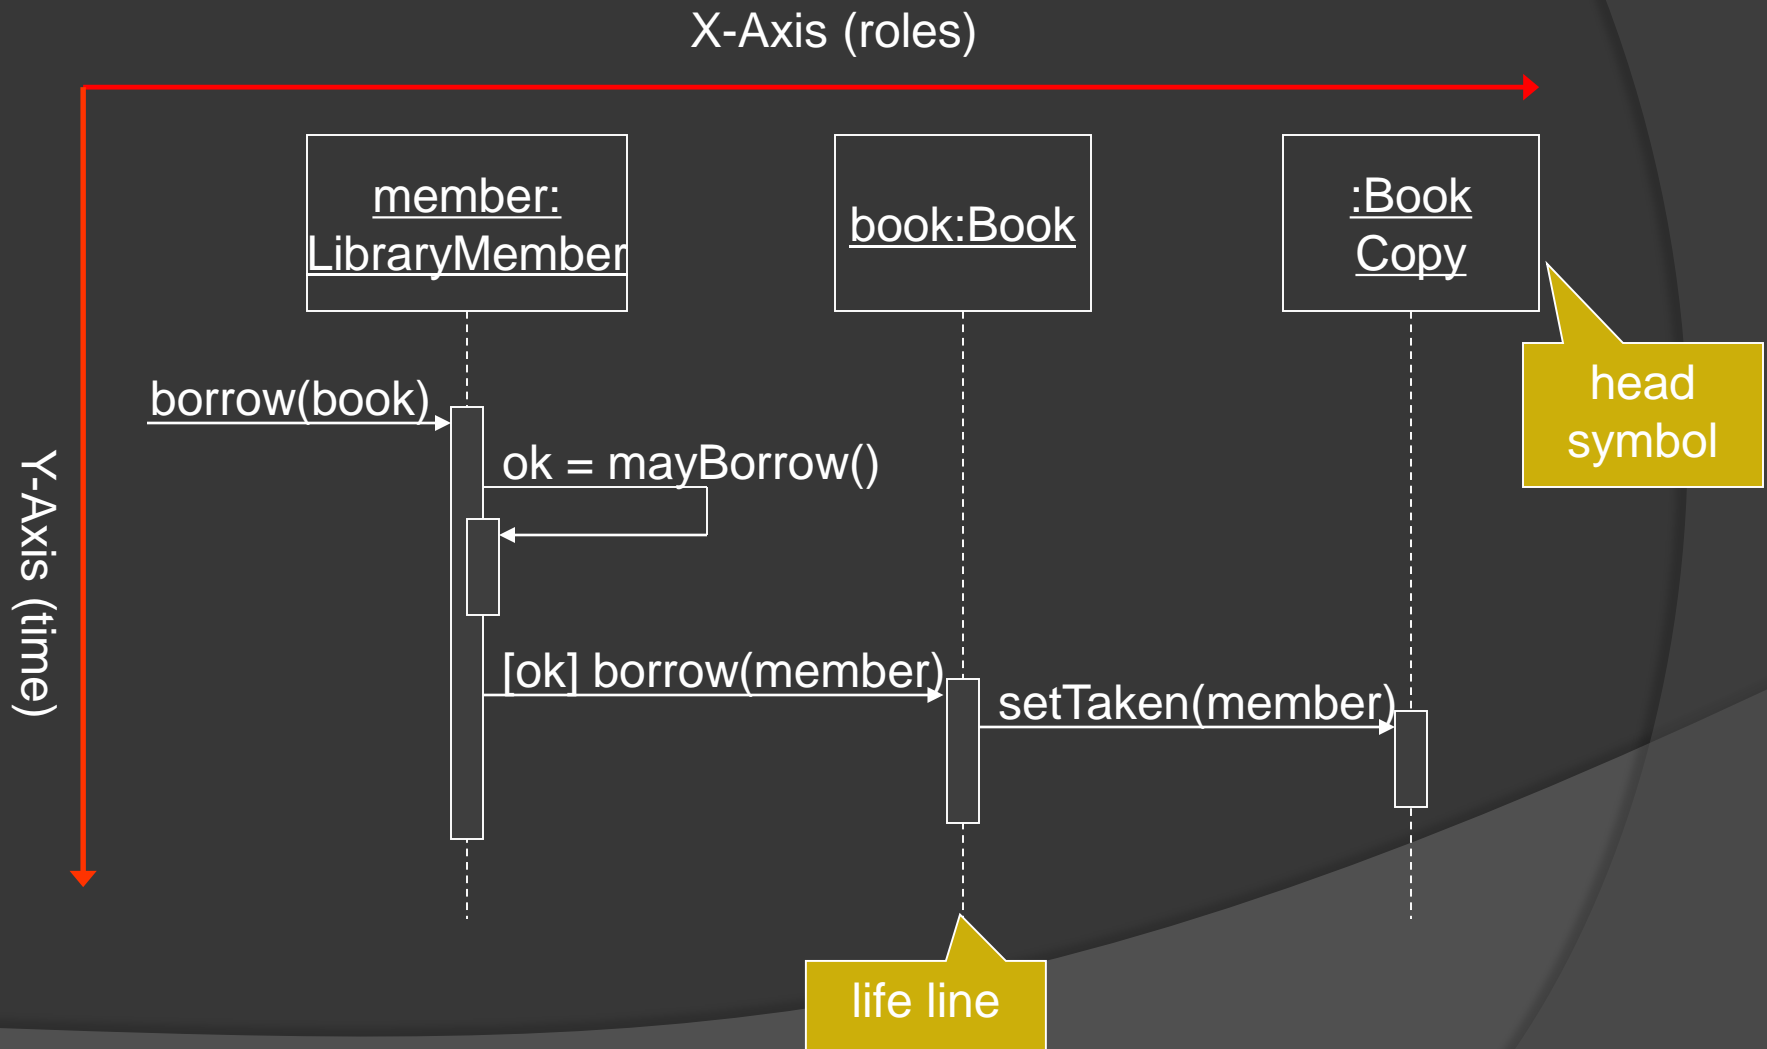 X-Axis (roles)
member:
LibraryMember
book:Book
:Book
Copy
head
symbol
borrow(book)
ok = mayBorrow()
Y-Axis (time)
[ok] borrow(member)
setTaken(member)
life line